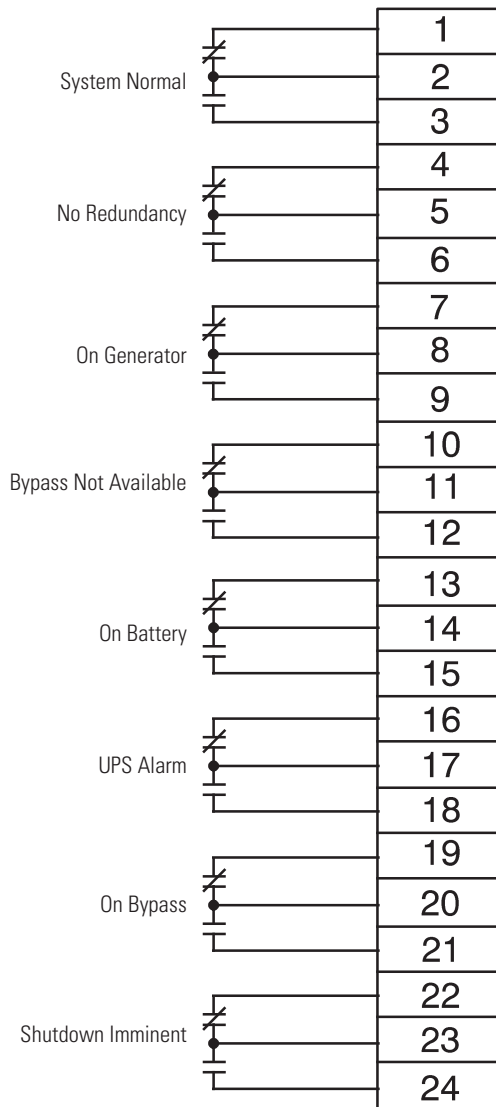 1
System Normal 2
3
4
No Redundancy 5
6
7
On Generator 8
9
10
Bypass Not Available 11
12
13
On Battery 14
15
16
UPS Alarm 17
18
19
On Bypass 20
21
22
Shutdown Imminent 23
24